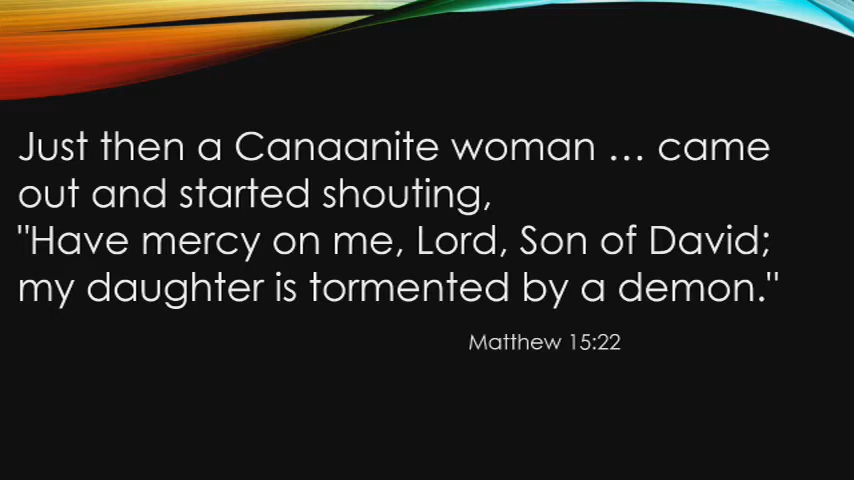 Just then a Canaanite woman … came
out and started shouting,
"Have mercy on me, Lord, Son of David;
my daughter is tormented by a demon."
Matthew 15:22